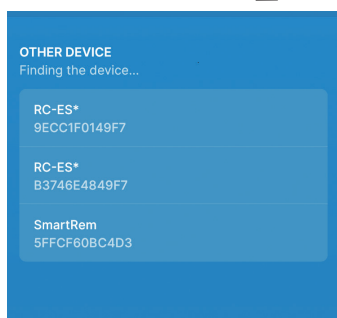 OTHER DEVICE
Finding the device...
RC-ES*
9ECC1F0149F7
RC-ES*
B3746E4849F7
SmartRem
5FFCF60BC4D3